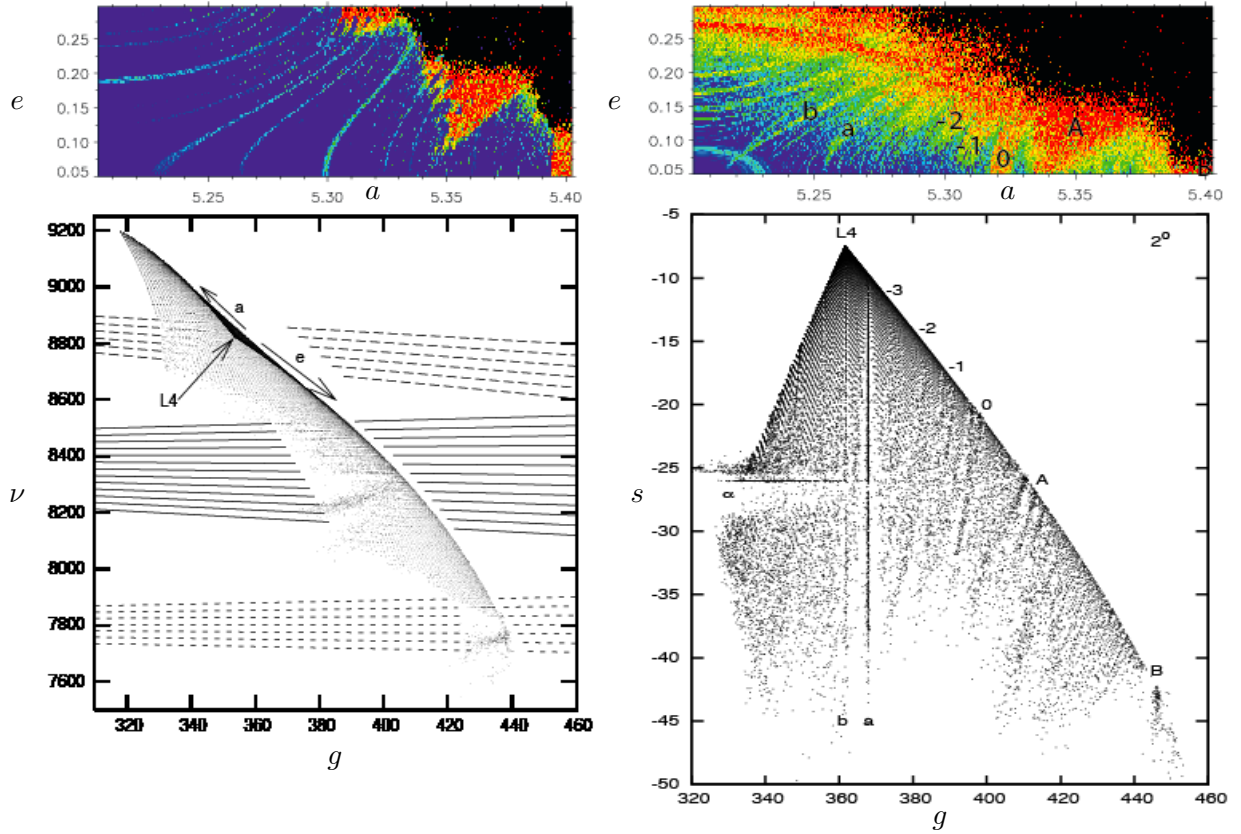 0.25
0.20
e
0.15
0.10
0.05
5.25 5.30 5.35 5.40
a
0.25
0.20
e
0.15
0.10
0.05
b a -2 -1 0 A B
5.25 5.30 5.35 5.40
a
9200
9000
8800
8600
8400
ν
8200
8000
7800
7600
a
e
L4
320 340 360 380 400 420 440 460
g
-5
-10
-15
-20
-25
s
-30
-35
-40
-45
-50
L4
2°
-3
-2
-1
0
A
α
B
b a
320 340 360 380 400 420 440 460
g